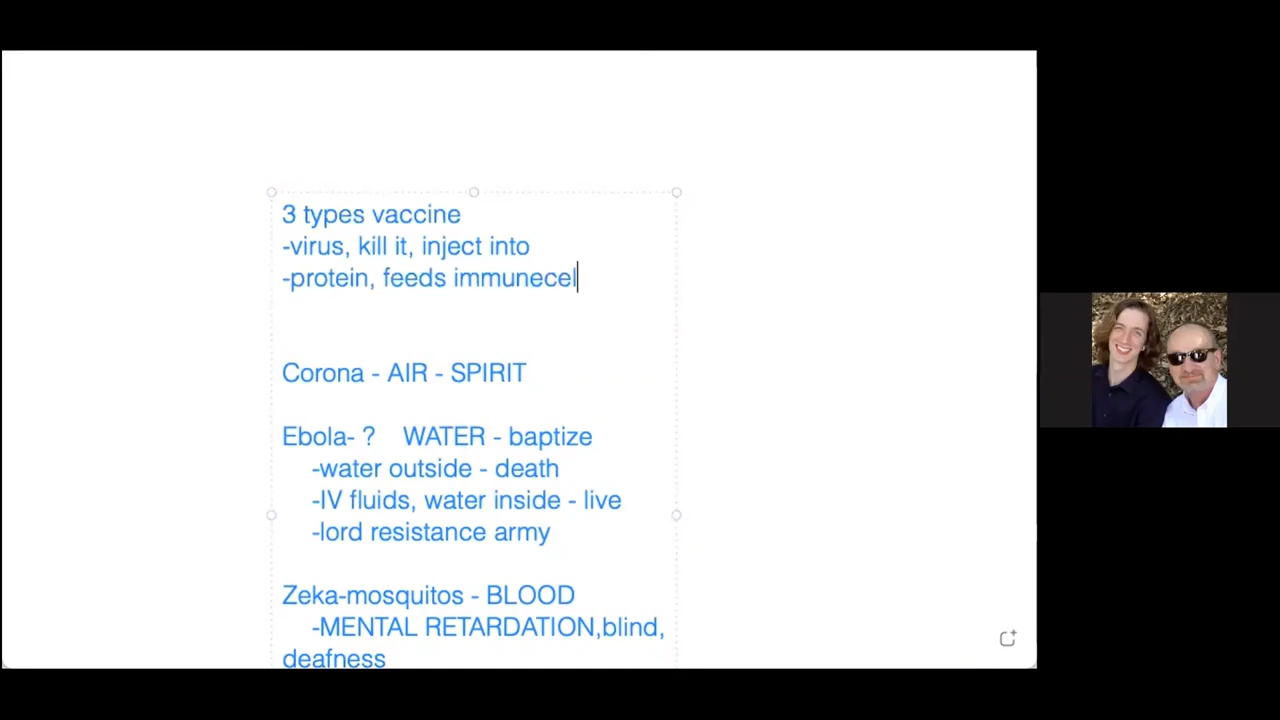 3 types vaccine
-virus, kill it, inject into
-protein, feeds immunecel
Corona - AIR - SPIRIT
Ebola- ? WATER - baptize
-water outside - death
-IV fluids, water inside - live
-lord resistance army
Zeka-mosquitos - BLOOD
-MENTAL RETARDATION,blind,
deafness